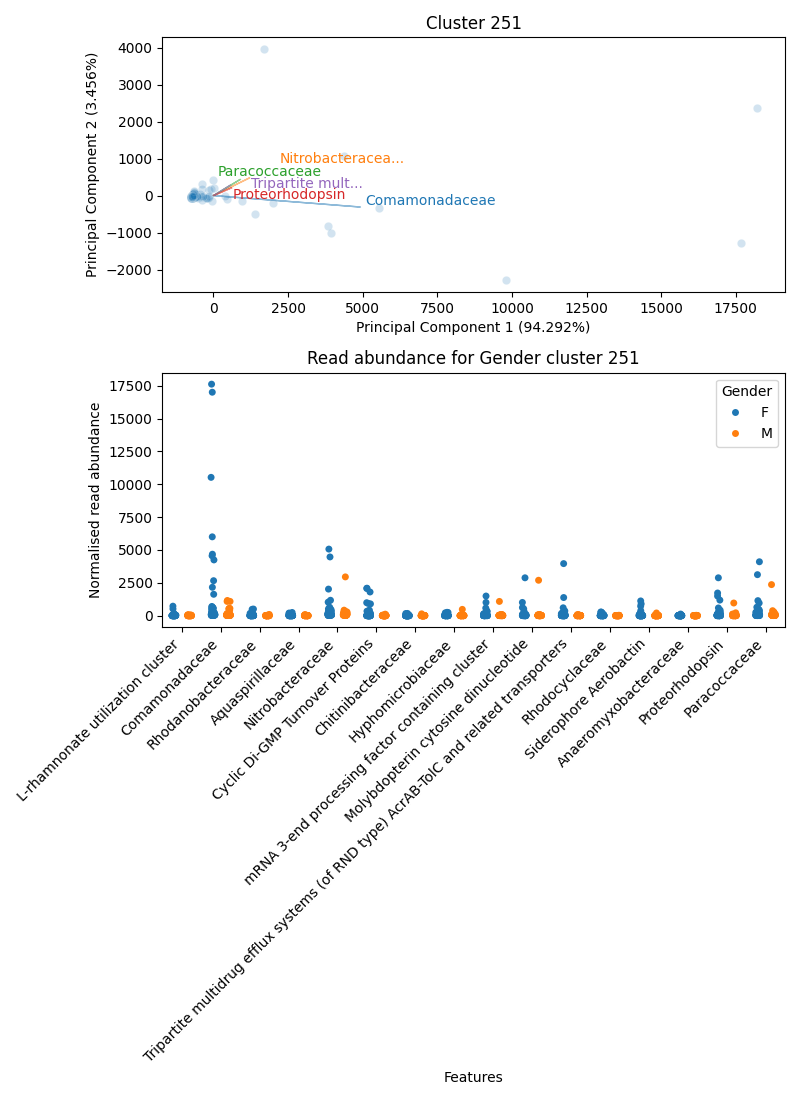 Cluster 251
Principal Component 2 (3.456%)
4000
3000
2000
1000
0
−1000
−2000
Nitrobacteracea...
Paracoccaceae
Tripartite mult...
Proteorhodopsin
Comamonadaceae
0
2500
5000
7500
10000
12500
15000
17500
Principal Component 1 (94.292%)
Read abundance for Gender cluster 251
Normalised read abundance
17500
15000
12500
10000
7500
5000
2500
0
Gender
F
M
L-rhamnonate utilization cluster
Comamonadaceae
Rhodanobacteraceae
Aquaspirillaceae
Nitrobacteraceae
Cyclic Di-GMP Turnover Proteins
Chitinibacteraceae
Hyphomicrobiaceae
mRNA 3-end processing factor containing cluster
Molybdopterin cytosine dinucleotide
Tripartite multidrug efflux systems (of RND type) AcrAB-TolC and related transporters
Rhodocyclaceae
Siderophore Aerobactin
Anaeromyxobacteraceae
Proteorhodopsin
Paracoccaceae
Features